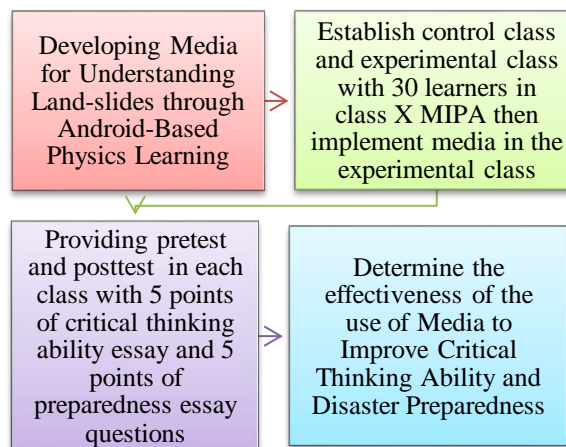 Developing Media
for Understanding
Land-slides through
Android-Based
Physics Learning
Establish control class
and experimental class
with 30 learners in
class X MIPA then
implement media in the
experimental class
Providing pretest
and posttest in each
class with 5 points
of critical thinking
ability essay and 5
points of
preparedness essay
questions
Determine the
effectiveness of the
use of Media to
Improve Critical
Thinking Ability and
Disaster Preparedness